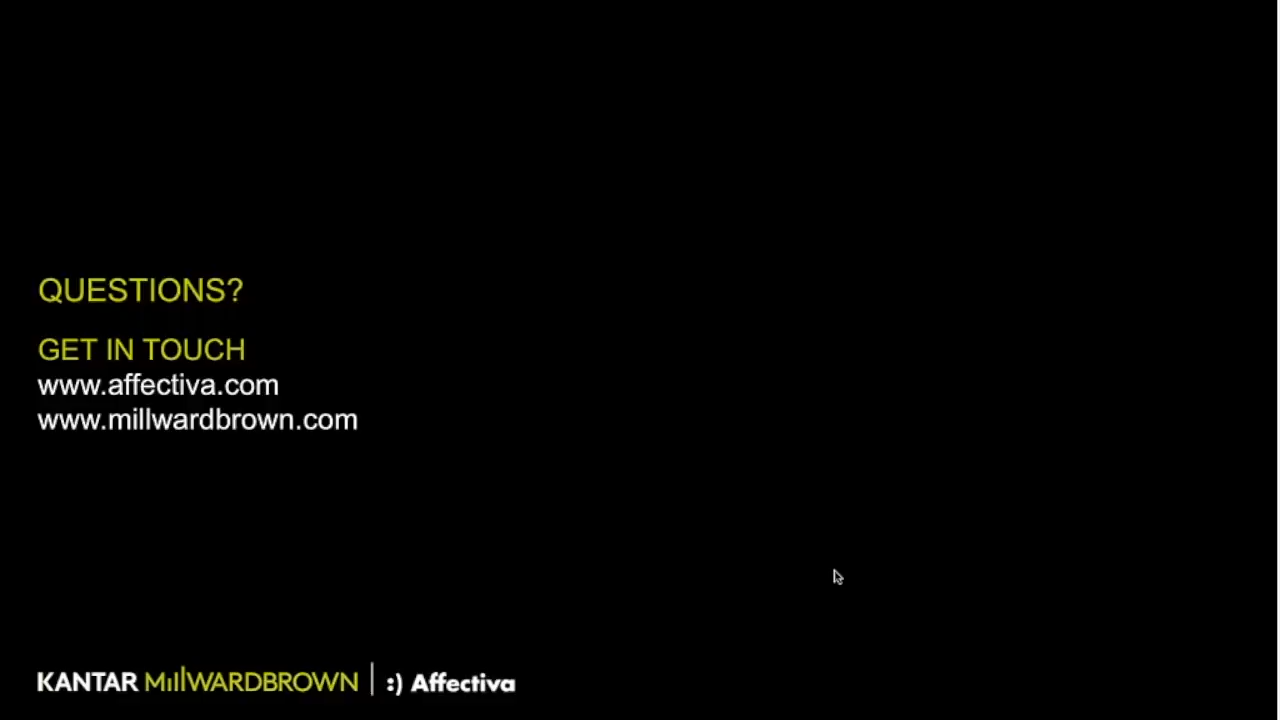 QUESTIONS?
GET IN TOUCH
www.affectiva.com
www.millwardbrown.com
KANTAR MillWARDBROWN | :) Affectiva